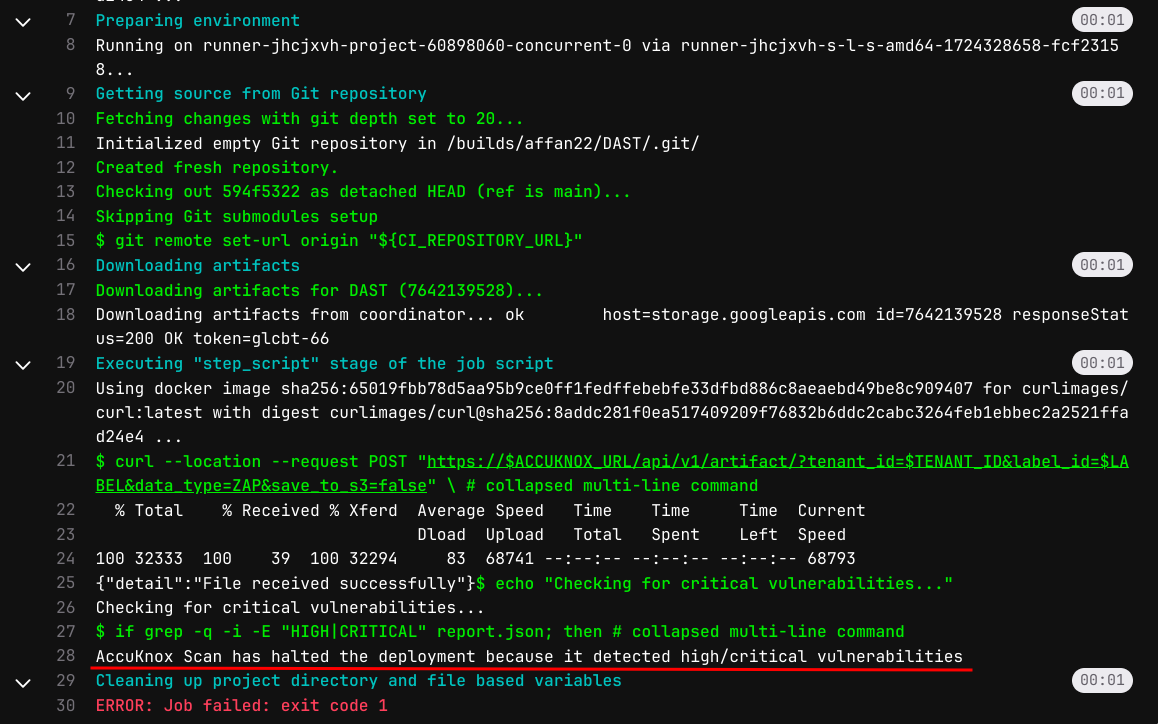 7 Preparing environment 00:01
8 Running on runner-jhcjxvh-project-60898060-concurrent-0 via runner-jhcjxvh-s-l-s-amd64-1724328658-fcf2315
8...
9 Getting source from Git repository 00:01
10 Fetching changes with git depth set to 20...
11 Initialized empty Git repository in /builds/affan22/DAST/.git/
12 Created fresh repository.
13 Checking out 594f5322 as detached HEAD (ref is main)...
14 Skipping Git submodules setup
15 $ git remote set-url origin "${CI_REPOSITORY_URL}"
16 Downloading artifacts 00:01
17 Downloading artifacts for DAST (7642139528)...
18 Downloading artifacts from coordinator... ok        host=storage.googleapis.com id=7642139528 responseStat
us=200 OK token=glcbt-66
19 Executing "step_script" stage of the job script 00:01
20 Using docker image sha256:65019fbb78d5aa95b9ce0ff1fedffebebfe33dfbd886c8aeaebd49be8c909407 for curlimages/
curl:latest with digest curlimages/curl@sha256:8addc281f0ea517409209f76832b6ddc2cabc3264feb1ebbec2a2521ffa
d24e4 ...
21 $ curl --location --request POST "https://$ACCUKNOX_URL/api/v1/artifact/?tenant_id=$TENANT_ID&label_id=$LA
BEL&data_type=ZAP&save_to_s3=false" \ # collapsed multi-line command
22   % Total    % Received % Xferd  Average Speed   Time    Time     Time  Current
23                                  Dload  Upload   Total   Spent    Left  Speed
24 100 32333  100    39  100 32294     83  68741 --:--:-- --:--:-- --:--:-- 68793
25 {"detail":"File received successfully"}$ echo "Checking for critical vulnerabilities..."
26 Checking for critical vulnerabilities...
27 $ if grep -q -i -E "HIGH|CRITICAL" report.json; then # collapsed multi-line command
28 AccuKnox Scan has halted the deployment because it detected high/critical vulnerabilities
29 Cleaning up project directory and file based variables 00:01
30 ERROR: Job failed: exit code 1